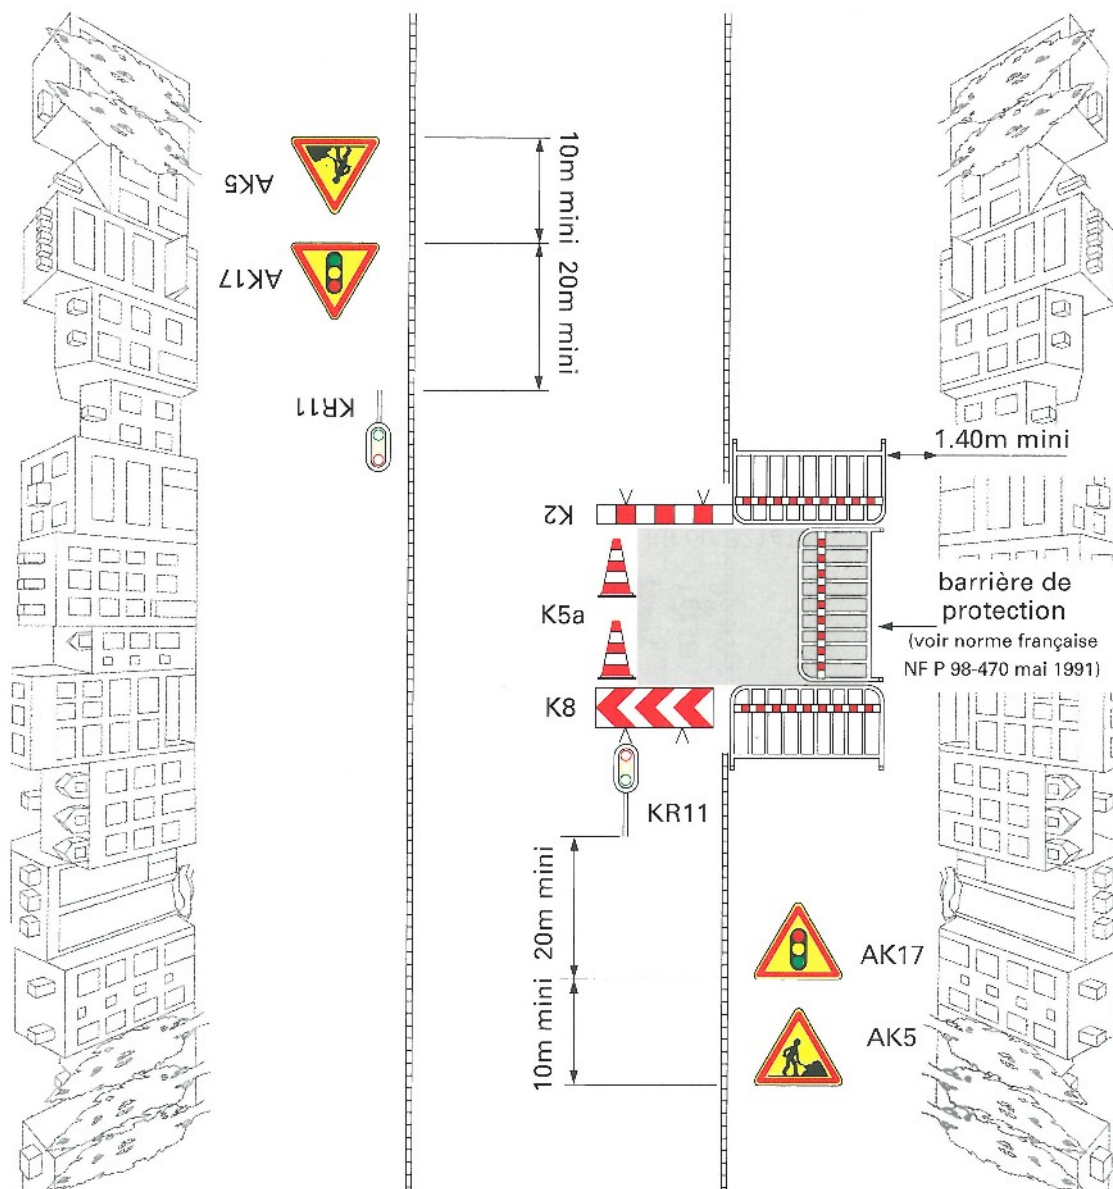 AK5
10m mini
AK17
20m mini
KR11
1.40m mini
K2
K5a
barrière de
protection
(voir norme française
NF P 98-470 mai 1991)
K8
KR11
20m mini
AK17
10m mini
AK5